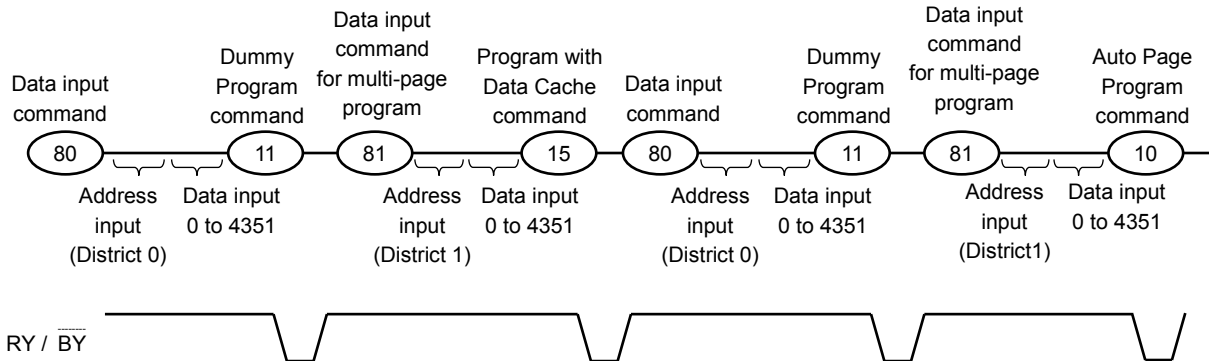 Data input
command
80
Address
input
(District 0)
Data input
0 to 4351
Dummy
Program
command
11
Data input
command
for multi-page
program
81
Address
input
(District 1)
Data input
0 to 4351
Program with
Data Cache
command
15
Data input
command
80
Address
input
(District 0)
Data input
0 to 4351
Dummy
Program
command
11
Data input
command
for multi-page
program
81
Address
input
(District1)
Data input
0 to 4351
Auto Page
Program
command
10
RY / BY